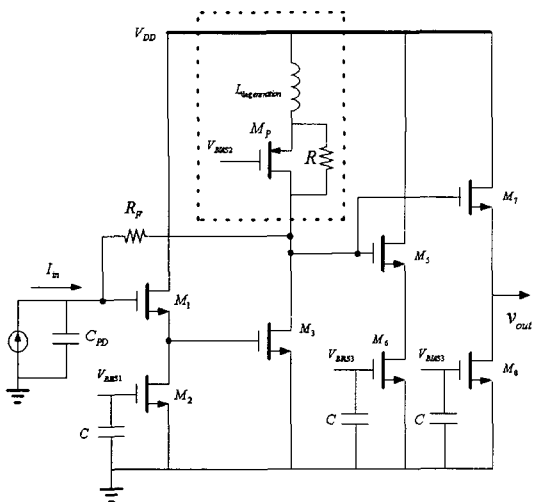 V_DD
L_degeneration
M_P
V_BIAS2
R
R_F
M_7
I_in
M_1
M_5
v_out
M_3
C_PD
M_6
V_BIAS1
V_BIAS3
V_BIAS3
M_8
M_2
C
C
C